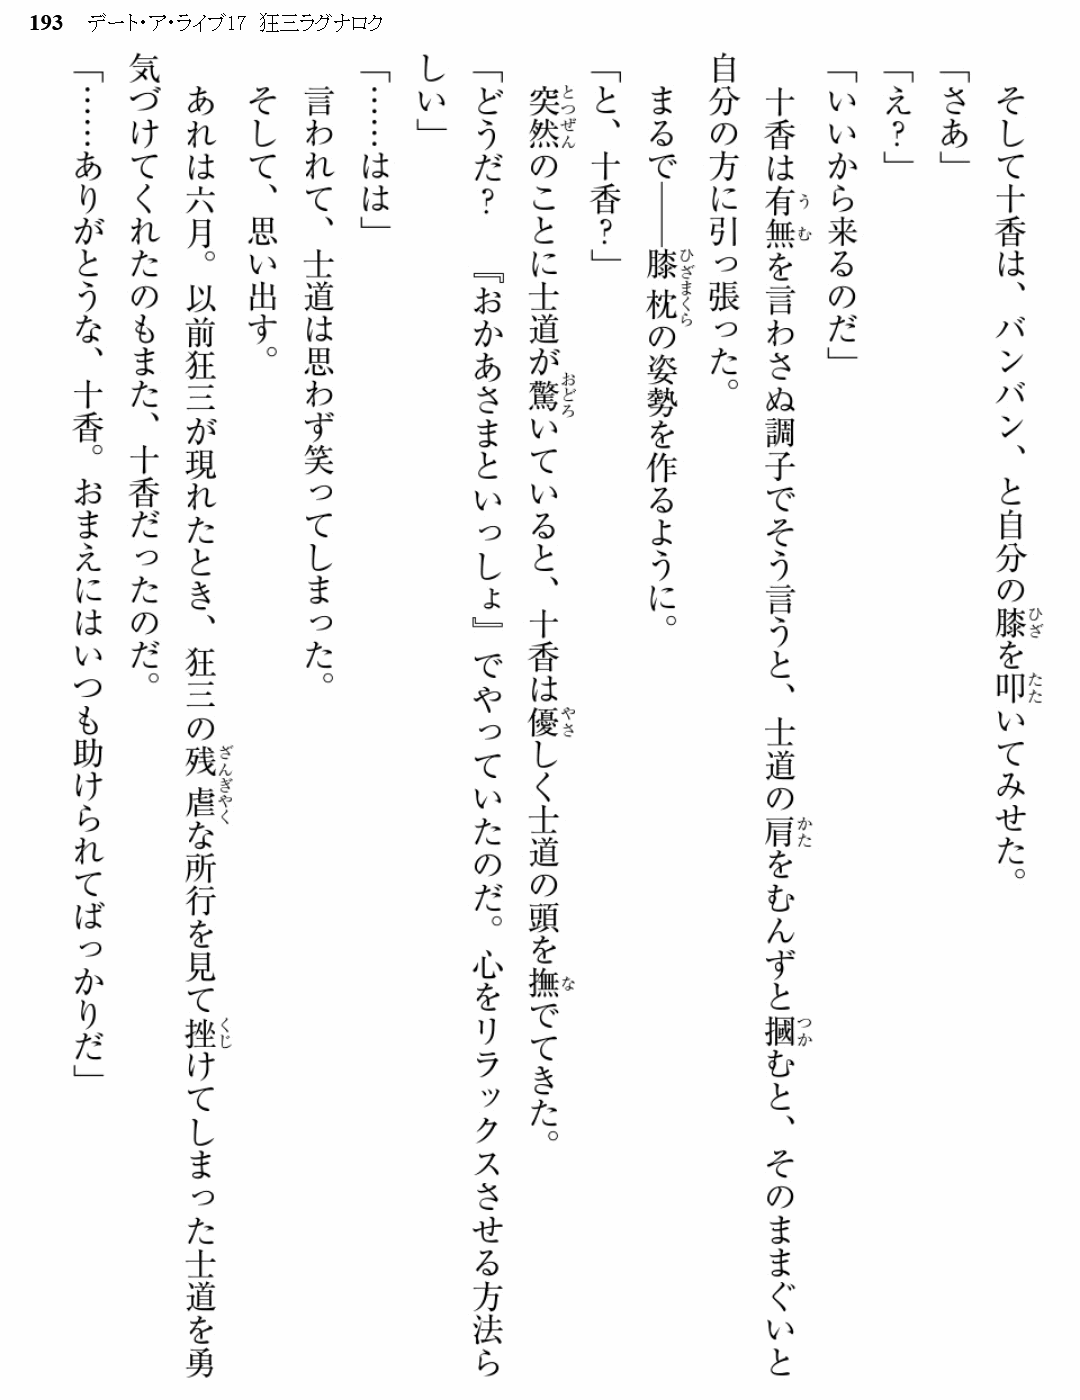 193 デート・ア・ライブ17 狂三ラグナロク
そして十香は、バンバン、と自分の膝を叩いてみせた。
「さあ」
「え？」
「いいから来るのだ」
十香は有無を言わさぬ調子でそう言うと、士道の肩をむんずと摑むと、そのままぐいと
自分の方に引っ張った。
まるで――膝枕の姿勢を作るように。
「と、十香？」
突然のことに士道が驚いていると、十香は優しく士道の頭を撫でてきた。
「どうだ？　『おかあさまといっしょ』でやっていたのだ。心をリラックスさせる方法ら
しい」
「……はは」
言われて、士道は思わず笑ってしまった。
そして、思い出す。
あれは六月。以前狂三が現れたとき、狂三の残虐な所行を見て挫けてしまった士道を勇
気づけてくれたのもまた、十香だったのだ。
「……ありがとうな、十香。おまえにはいつも助けられてばっかりだ」